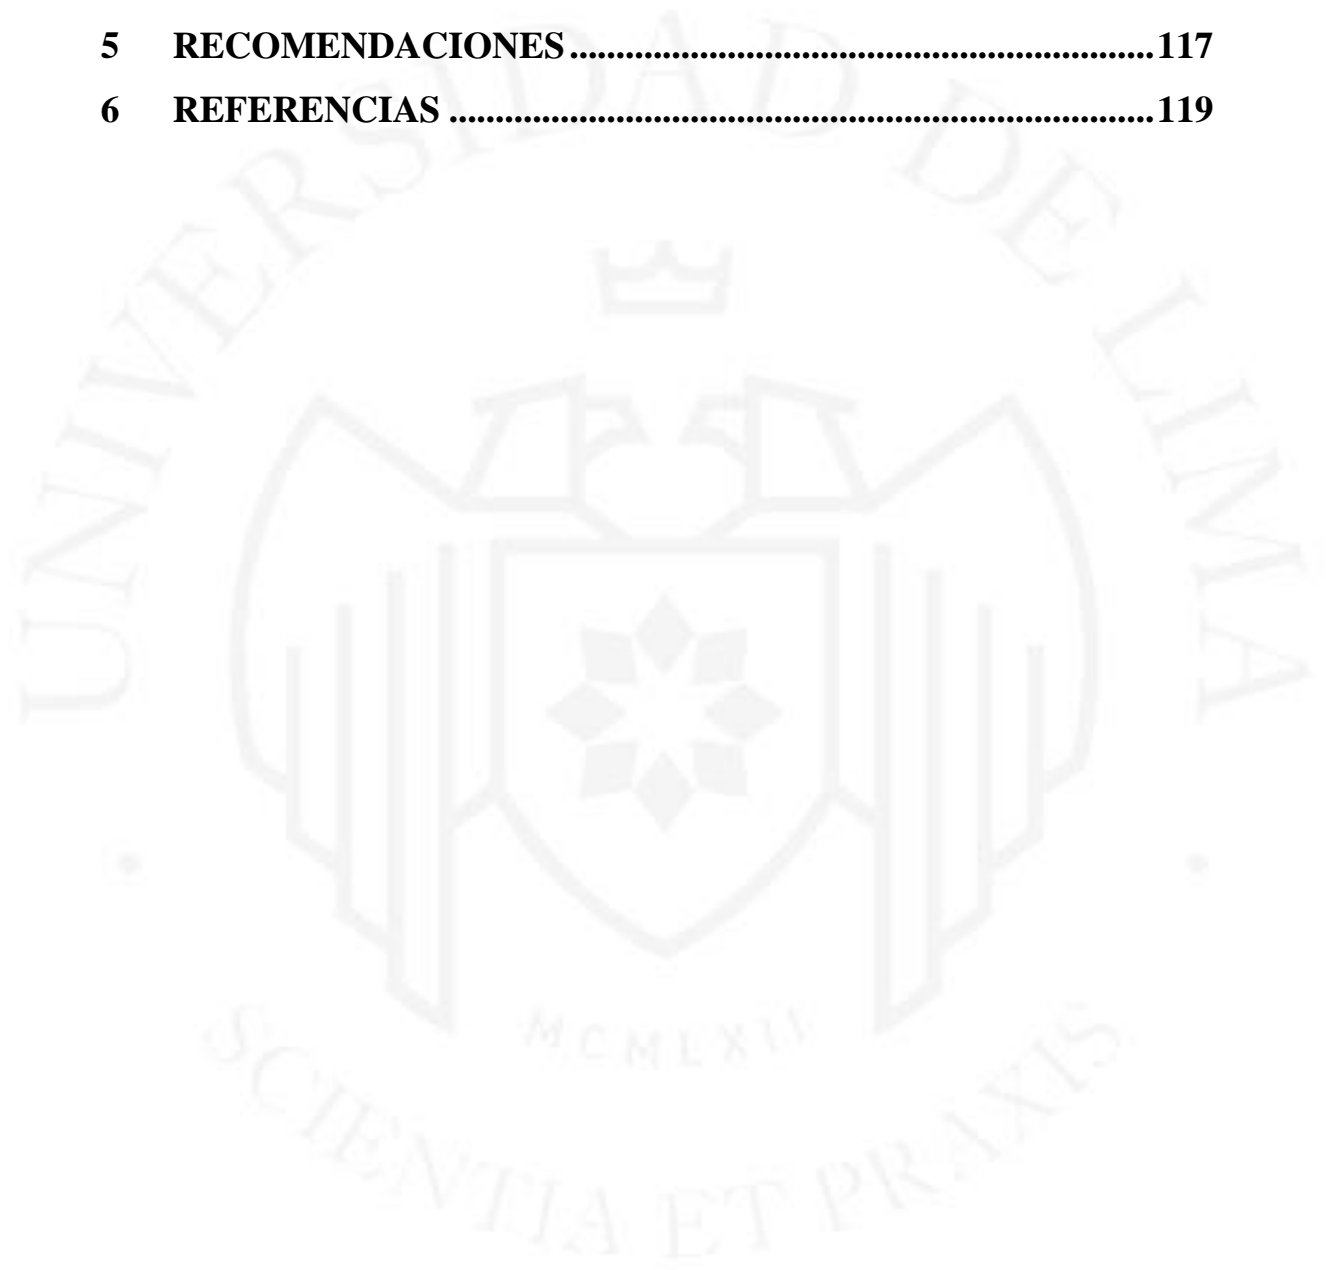 5 RECOMENDACIONES ................................................................ 117
6 REFERENCIAS ............................................................................. 119
UNIVERSIDAD DE LIMA
MCMLXII
SCIENTIA ET PRAXIS